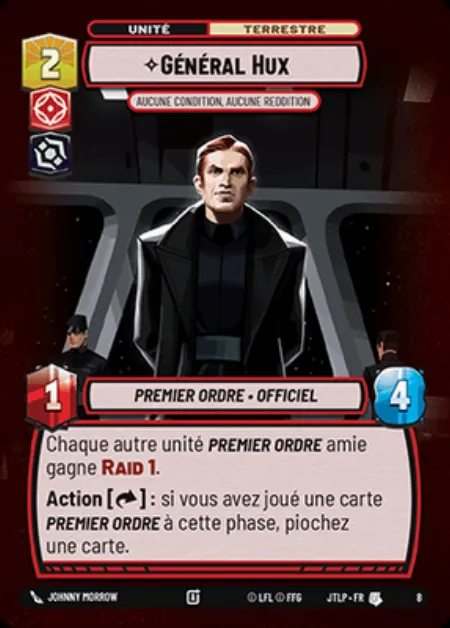 UNITÉ TERRESTRE
2
✧GÉNÉRAL HUX
AUCUNE CONDITION, AUCUNE REDDITION
1
PREMIER ORDRE • OFFICIEL
4
Chaque autre unité PREMIER ORDRE amie
gagne RAID 1.
Action [ ] : si vous avez joué une carte
PREMIER ORDRE à cette phase, piochez
une carte.
JOHNNY MORROW Ⓤ © LFL © FFG JTLP • FR 8